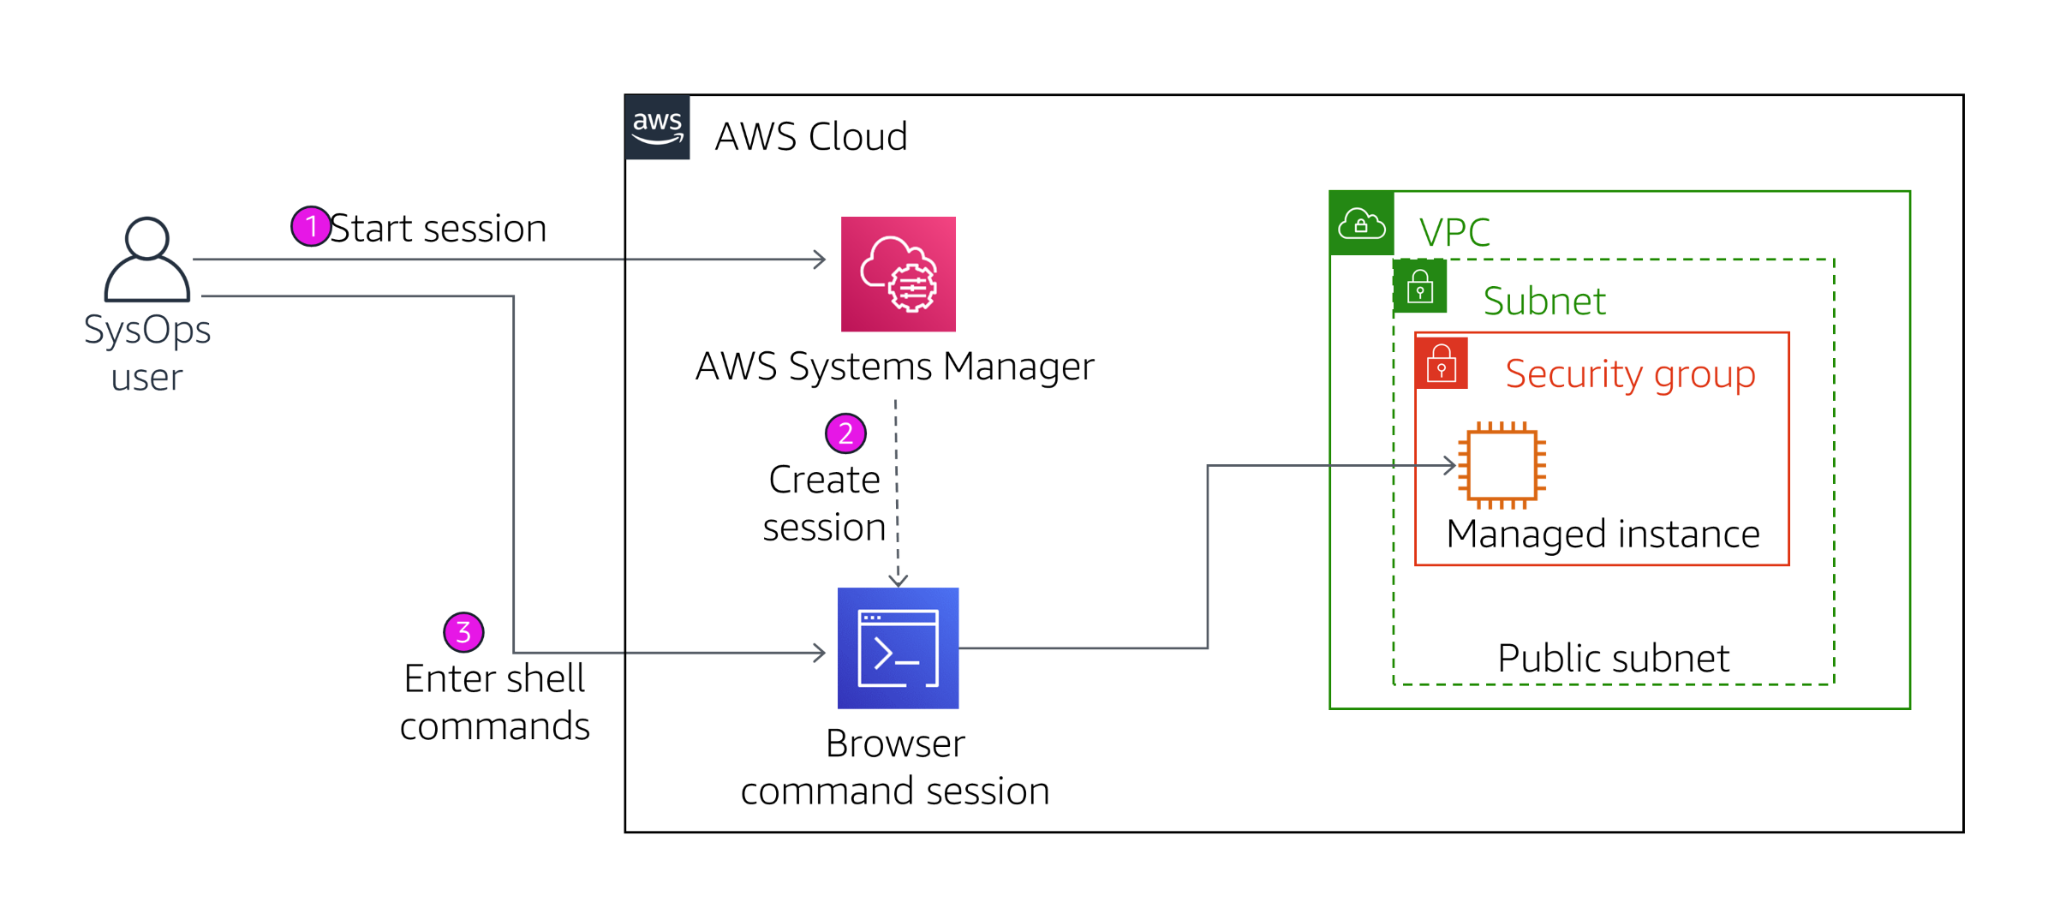 aws
AWS Cloud
1
Start session
SysOps
user
AWS Systems Manager
2
Create
session
3
Enter shell
commands
Browser
command session
VPC
Subnet
Security group
Managed instance
Public subnet